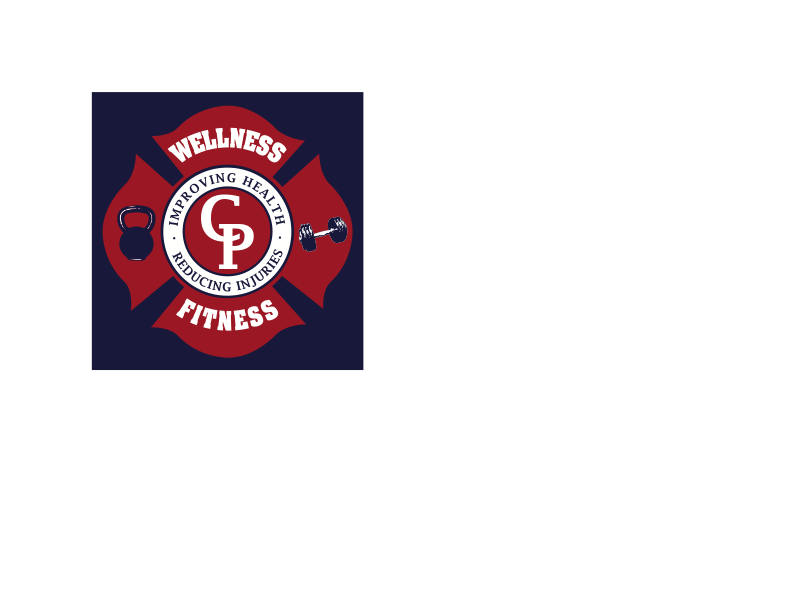 WELLNESS
IMPROVING HEALTH
CP
REDUCING INJURIES
FITNESS